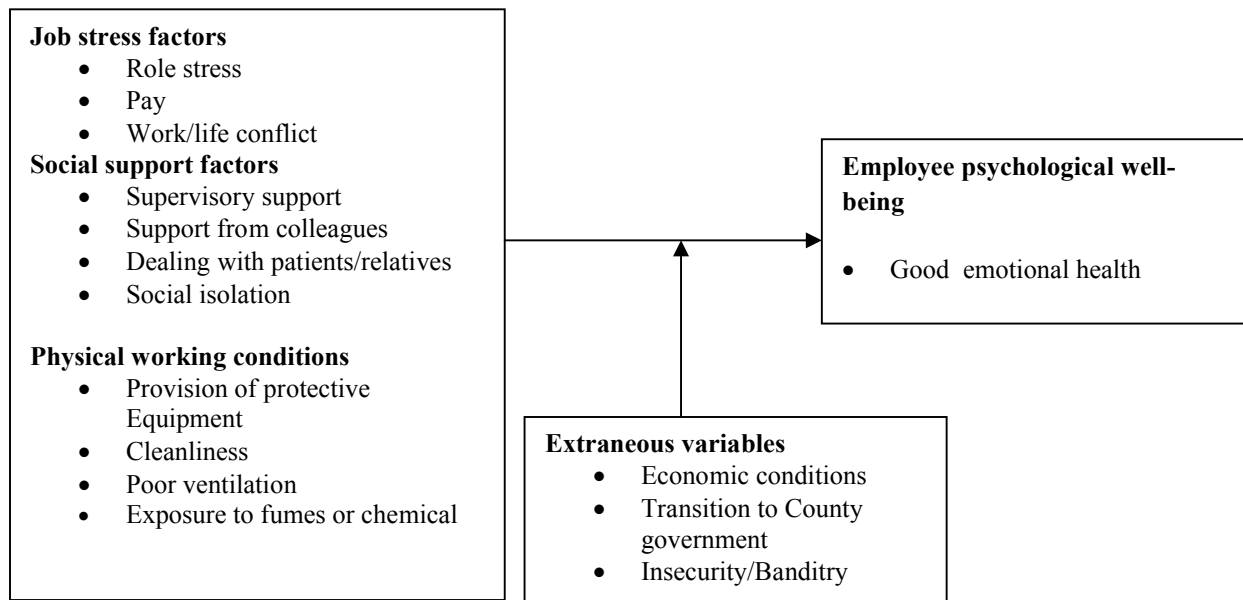 Job stress factors
• Role stress
• Pay
• Work/life conflict
Social support factors
• Supervisory support
• Support from colleagues
• Dealing with patients/relatives
• Social isolation
Physical working conditions
• Provision of protective
Equipment
• Cleanliness
• Poor ventilation
• Exposure to fumes or chemical
Employee psychological well-
being
• Good emotional health
Extraneous variables
• Economic conditions
• Transition to County
government
• Insecurity/Banditry